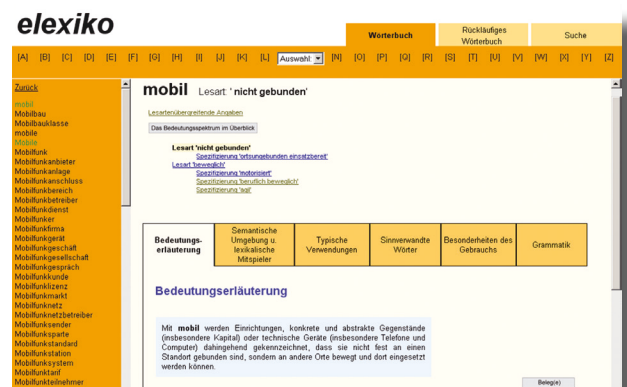 elexiko
Wörterbuch
Rückläufiges
Wörterbuch
Suche
[A] [B] [C] [D] [E] [F] [G] [H] [I] [J] [K] [L] Auswahl: [N] [O] [P] [Q] [R] [S] [T] [U] [V] [W] [X] [Y] [Z]
Zurück
mobil
Mobilbau
Mobilbauklasse
mobile
Mobile
Mobilfunk
Mobilfunkanbieter
Mobilfunkanlage
Mobilfunkanschluss
Mobilfunkbereich
Mobilfunkbetreiber
Mobilfunkdienst
Mobilfunker
Mobilfunkfirma
Mobilfunkgerät
Mobilfunkgeschäft
Mobilfunkgesellschaft
Mobilfunkgespräch
Mobilfunkkunde
Mobilfunklizenz
Mobilfunkmarkt
Mobilfunknetz
Mobilfunknetzbetreiber
Mobilfunksender
Mobilfunksparte
Mobilfunkstandard
Mobilfunkstation
Mobilfunksystem
Mobilfunktarif
Mobilfunkteilnehmer
mobil Lesart 'nicht gebunden'
Lesartenübergreifende Angaben
Das Bedeutungsspektrum im Überblick
Lesart 'nicht gebunden'
Spezifizierung 'ortsungebunden einsatzbereit'
Lesart 'beweglich'
Spezifizierung 'motorisiert'
Spezifizierung 'beruflich beweglich'
Spezifizierung 'agil'
Bedeutungs-
erläuterung
Semantische
Umgebung u.
lexikalische
Mitspieler
Typische
Verwendungen
Sinnverwandte
Wörter
Besonderheiten des
Gebrauchs
Grammatik
Bedeutungserläuterung
Mit mobil werden Einrichtungen, konkrete und abstrakte Gegenstände
(insbesondere Kapital) oder technische Geräte (insbesondere Telefone und
Computer) dahingehend gekennzeichnet, dass sie nicht fest an einen
Standort gebunden sind, sondern an andere Orte bewegt und dort eingesetzt
werden können.
Beleg(e)